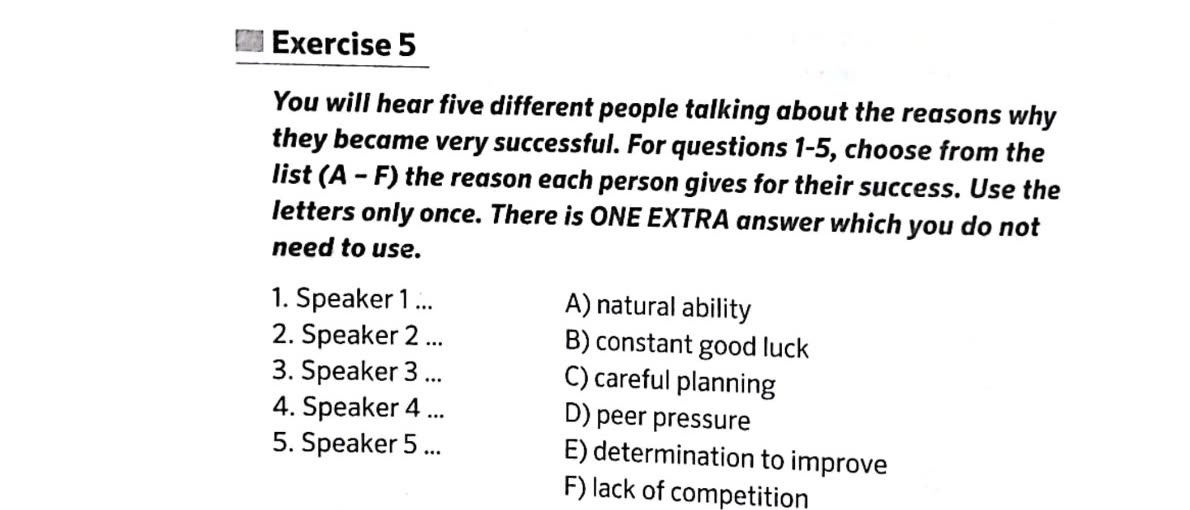 Exercise 5
You will hear five different people talking about the reasons why
they became very successful. For questions 1-5, choose from the
list (A – F) the reason each person gives for their success. Use the
letters only once. There is ONE EXTRA answer which you do not
need to use.
1. Speaker 1 ...
2. Speaker 2 ...
3. Speaker 3 ...
4. Speaker 4 ...
5. Speaker 5 ...
A) natural ability
B) constant good luck
C) careful planning
D) peer pressure
E) determination to improve
F) lack of competition